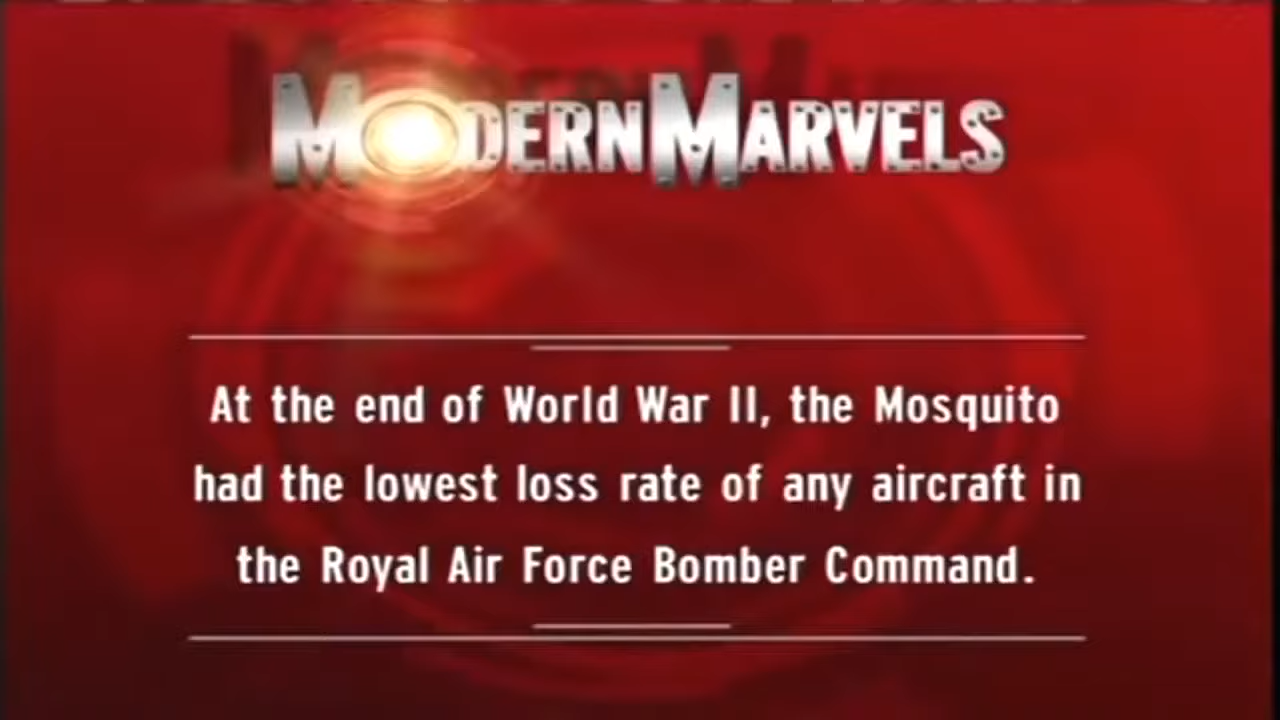 MODERN MARVELS
At the end of World War II, the Mosquito
had the lowest loss rate of any aircraft in
the Royal Air Force Bomber Command.